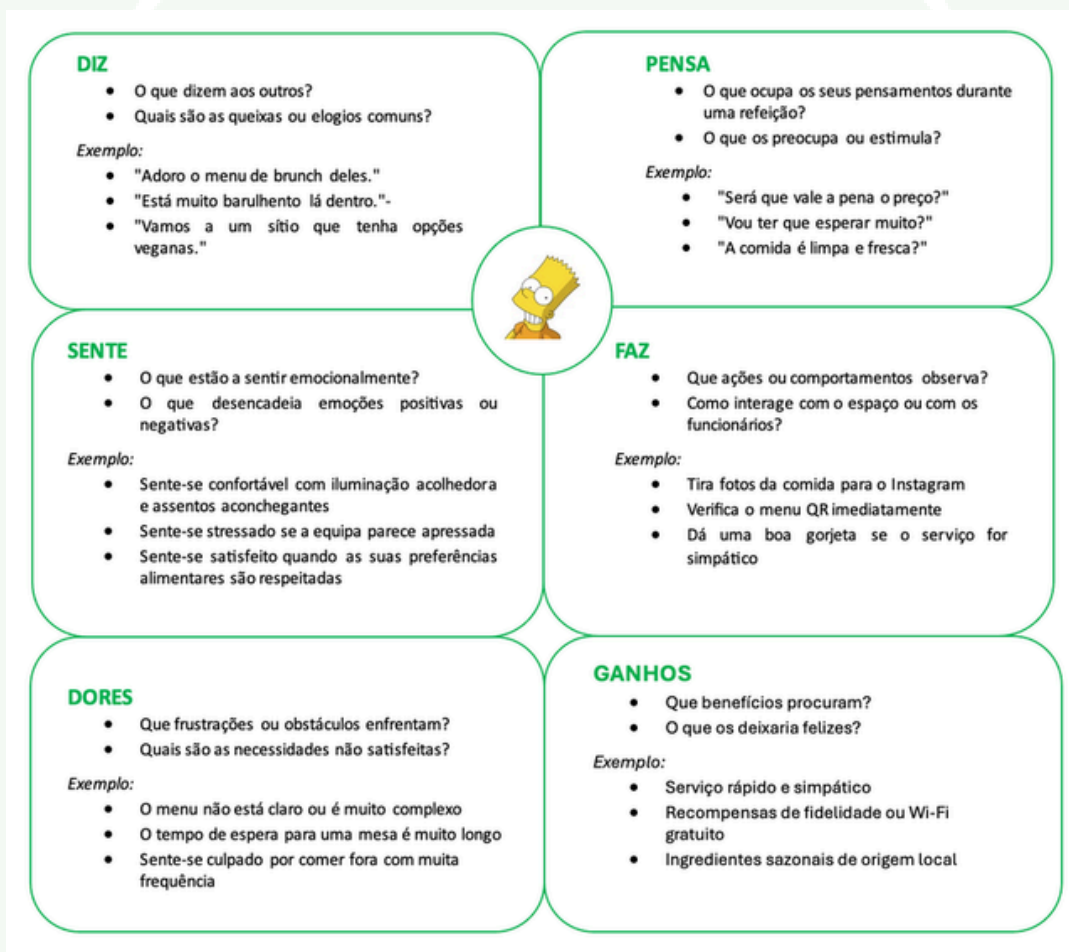 DIZ
• O que dizem aos outros?
• Quais são as queixas ou elogios comuns?
Exemplo:
• "Adoro o menu de brunch deles."
• "Está muito barulhento lá dentro."-
• "Vamos a um sítio que tenha opções
veganas."
PENSA
• O que ocupa os seus pensamentos durante
uma refeição?
• O que os preocupa ou estimula?
Exemplo:
• "Será que vale a pena o preço?"
• "Vou ter que esperar muito?"
• "A comida é limpa e fresca?"
SENTE
• O que estão a sentir emocionalmente?
• O que desencadeia emoções positivas ou
negativas?
Exemplo:
• Sente-se confortável com iluminação acolhedora
e assentos aconchegantes
• Sente-se stressado se a equipa parece apressada
• Sente-se satisfeito quando as suas preferências
alimentares são respeitadas
FAZ
• Que ações ou comportamentos observa?
• Como interage com o espaço ou com os
funcionários?
Exemplo:
• Tira fotos da comida para o Instagram
• Verifica o menu QR imediatamente
• Dá uma boa gorjeta se o serviço for
simpático
DORES
• Que frustrações ou obstáculos enfrentam?
• Quais são as necessidades não satisfeitas?
Exemplo:
• O menu não está claro ou é muito complexo
• O tempo de espera para uma mesa é muito longo
• Sente-se culpado por comer fora com muita
frequência
GANHOS
• Que benefícios procuram?
• O que os deixaria felizes?
Exemplo:
• Serviço rápido e simpático
• Recompensas de fidelidade ou Wi-Fi
gratuito
• Ingredientes sazonais de origem local